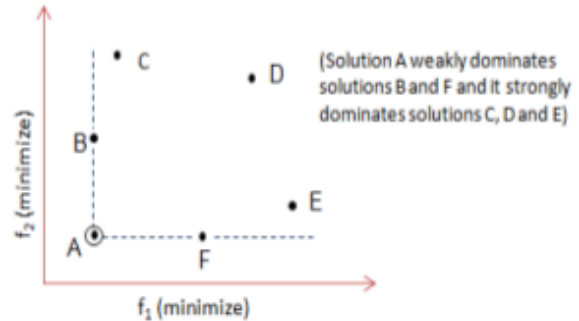 C
D
(Solution A weakly dominates
solutions B and F and it strongly
dominates solutions C, D and E)
B
E
A
F
f₂ (minimize)
f₁ (minimize)